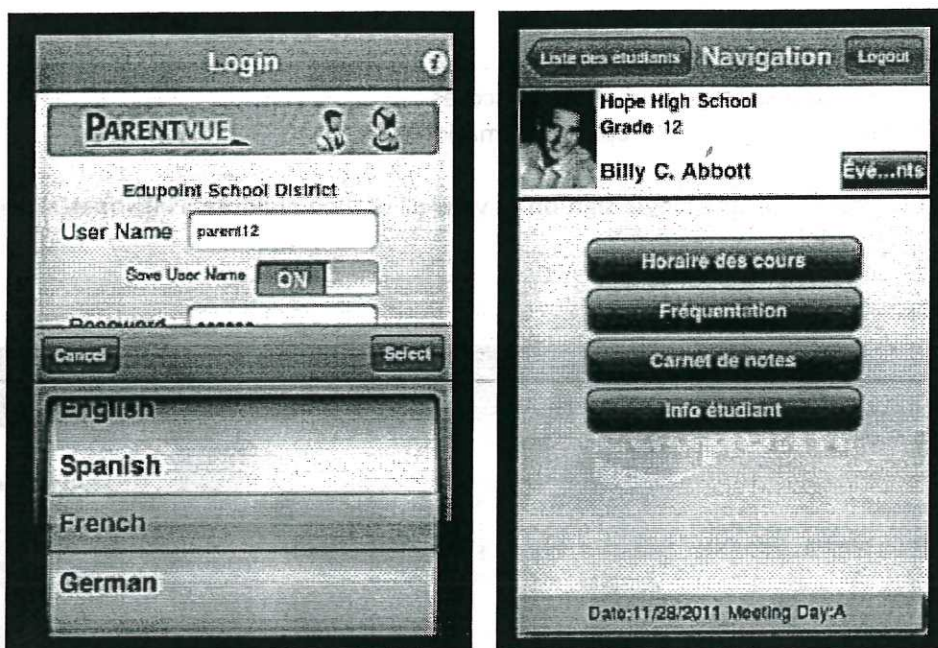 Login
PARENTVUE
Edupoint School District
User Name parent12
Save User Name ON
Password
Cancel Select
English
Spanish
French
German
Liste des étudiants Navigation Logout
Hope High School
Grade 12
Billy C. Abbott Évé...nts
Horaire des cours
Fréquentation
Carnet de notes
Info étudiant
Date:11/28/2011 Meeting Day:A